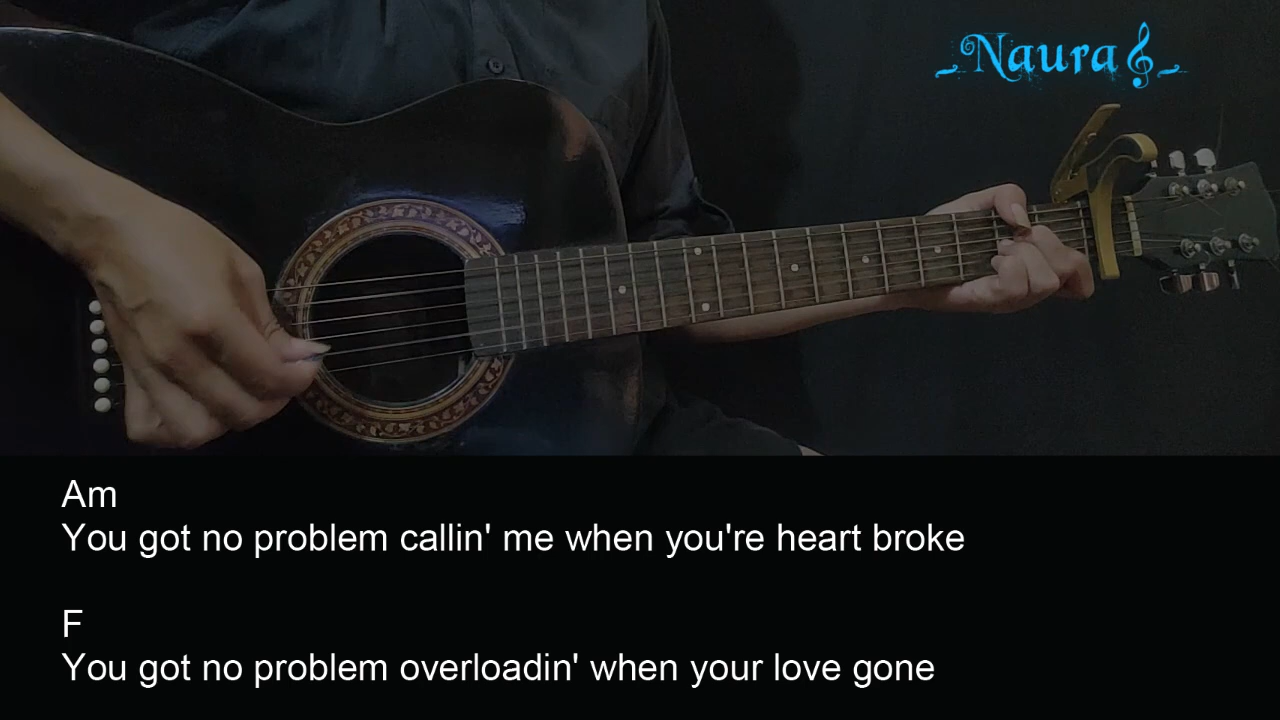 Naura
Am
You got no problem callin' me when you're heart broke
F
You got no problem overloadin' when your love gone